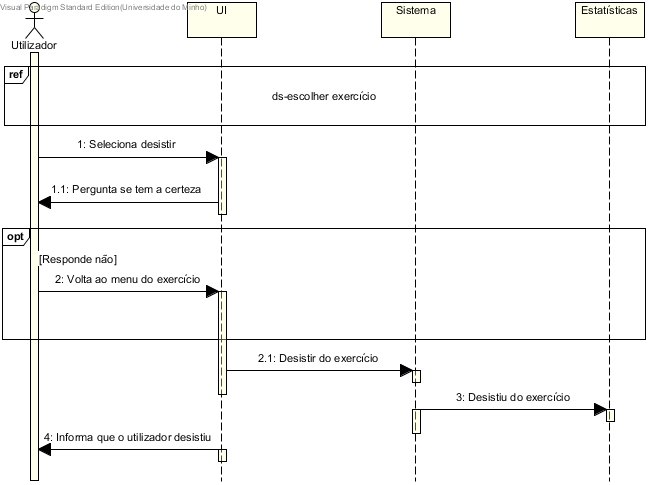 Visual Paradigm Standard Edition(Universidade do Minho)
UI
Sistema
Estatísticas
Utilizador
ref
ds-escolher exercício
1: Seleciona desistir
1.1: Pergunta se tem a certeza
opt
[Responde não]
2: Volta ao menu do exercício
2.1: Desistir do exercício
3: Desistiu do exercício
4: Informa que o utilizador desistiu